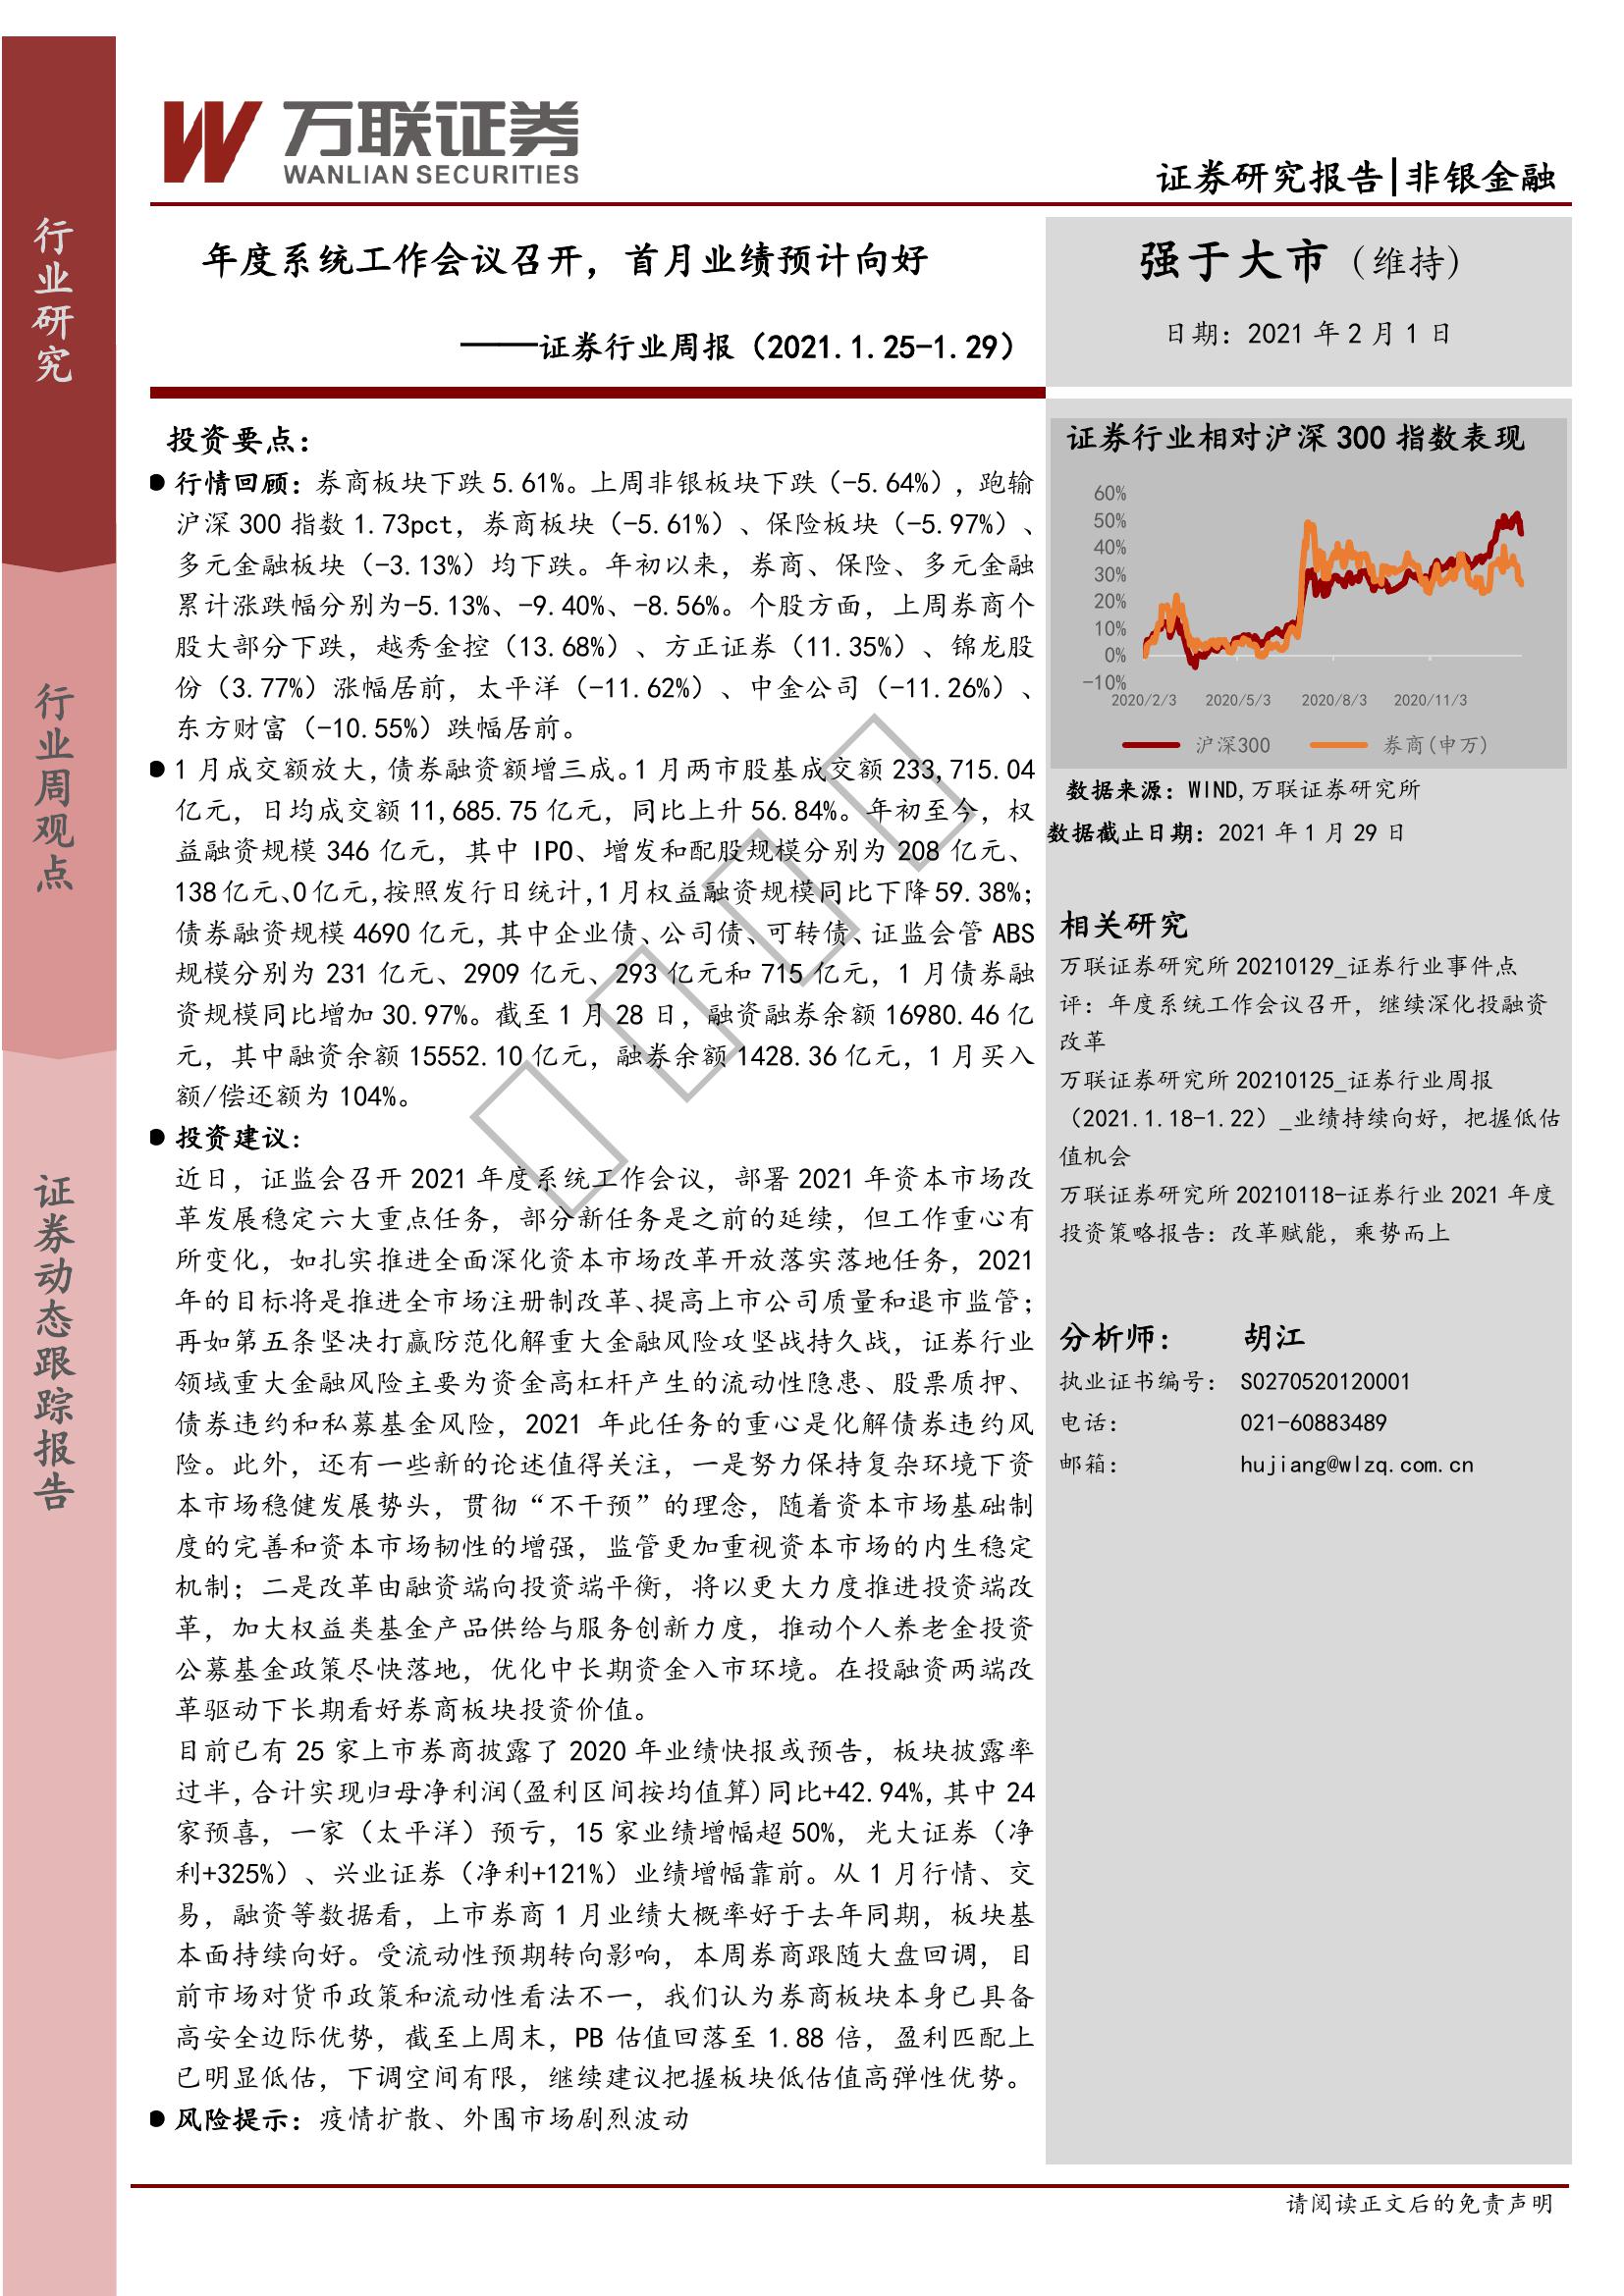 行业研究
行业周观点
证券动态跟踪报告
万联证券
WANLIAN SECURITIES
证券研究报告|非银金融
年度系统工作会议召开，首月业绩预计向好
——证券行业周报（2021.1.25-1.29）
强于大市（维持）
日期：2021 年 2 月 1 日
投资要点：
● 行情回顾：券商板块下跌 5.61%。上周非银板块下跌（-5.64%），跑输
沪深 300 指数 1.73pct，券商板块（-5.61%）、保险板块（-5.97%）、
多元金融板块（-3.13%）均下跌。年初以来，券商、保险、多元金融
累计涨跌幅分别为-5.13%、-9.40%、-8.56%。个股方面，上周券商个
股大部分下跌，越秀金控（13.68%）、方正证券（11.35%）、锦龙股
份（3.77%）涨幅居前，太平洋（-11.62%）、中金公司（-11.26%）、
东方财富（-10.55%）跌幅居前。
● 1 月成交额放大，债券融资额增三成。1 月两市股基成交额 233,715.04
亿元，日均成交额 11,685.75 亿元，同比上升 56.84%。年初至今，权
益融资规模 346 亿元，其中 IPO、增发和配股规模分别为 208 亿元、
138 亿元、0 亿元，按照发行日统计，1 月权益融资规模同比下降 59.38%；
债券融资规模 4690 亿元，其中企业债、公司债、可转债、证监会管 ABS
规模分别为 231 亿元、2909 亿元、293 亿元和 715 亿元，1 月债券融
资规模同比增加 30.97%。截至 1 月 28 日，融资融券余额 16980.46 亿
元，其中融资余额 15552.10 亿元，融券余额 1428.36 亿元，1 月买入
额/偿还额为 104%。
● 投资建议：
近日，证监会召开 2021 年度系统工作会议，部署 2021 年资本市场改
革发展稳定六大重点任务，部分新任务是之前的延续，但工作重心有
所变化，如扎实推进全面深化资本市场改革开放落实落地任务，2021
年的目标将是推进全市场注册制改革、提高上市公司质量和退市监管；
再如第五条坚决打赢防范化解重大金融风险攻坚战持久战，证券行业
领域重大金融风险主要为资金高杠杆产生的流动性隐患、股票质押、
债券违约和私募基金风险，2021 年此任务的重心是化解债券违约风
险。此外，还有一些新的论述值得关注，一是努力保持复杂环境下资
本市场稳健发展势头，贯彻“不干预”的理念，随着资本市场基础制
度的完善和资本市场韧性的增强，监管更加重视资本市场的内生稳定
机制；二是改革由融资端向投资端平衡，将以更大力度推进投资端改
革，加大权益类基金产品供给与服务创新力度，推动个人养老金投资
公募基金政策尽快落地，优化中长期资金入市环境。在投融资两端改
革驱动下长期看好券商板块投资价值。
目前已有 25 家上市券商披露了 2020 年业绩快报或预告，板块披露率
过半，合计实现归母净利润(盈利区间按均值算)同比+42.94%，其中 24
家预喜，一家（太平洋）预亏，15 家业绩增幅超 50%，光大证券（净
利+325%）、兴业证券（净利+121%）业绩增幅靠前。从 1 月行情、交
易，融资等数据看，上市券商 1 月业绩大概率好于去年同期，板块基
本面持续向好。受流动性预期转向影响，本周券商跟随大盘回调，目
前市场对货币政策和流动性看法不一，我们认为券商板块本身已具备
高安全边际优势，截至上周末，PB 估值回落至 1.88 倍，盈利匹配上
已明显低估，下调空间有限，继续建议把握板块低估值高弹性优势。
● 风险提示：疫情扩散、外围市场剧烈波动
证券行业相对沪深 300 指数表现
60%
50%
40%
30%
20%
10%
0%
-10%
2020/2/3 2020/5/3 2020/8/3 2020/11/3
沪深300 券商(申万)
数据来源：WIND,万联证券研究所
数据截止日期：2021 年 1 月 29 日
相关研究
万联证券研究所 20210129_证券行业事件点
评：年度系统工作会议召开，继续深化投融资
改革
万联证券研究所 20210125_证券行业周报
（2021.1.18-1.22）_业绩持续向好，把握低估
值机会
万联证券研究所 20210118-证券行业 2021 年度
投资策略报告：改革赋能，乘势而上
分析师： 胡江
执业证书编号： S0270520120001
电话： 021-60883489
邮箱： hujiang@wlzq.com.cn
请阅读正文后的免责声明